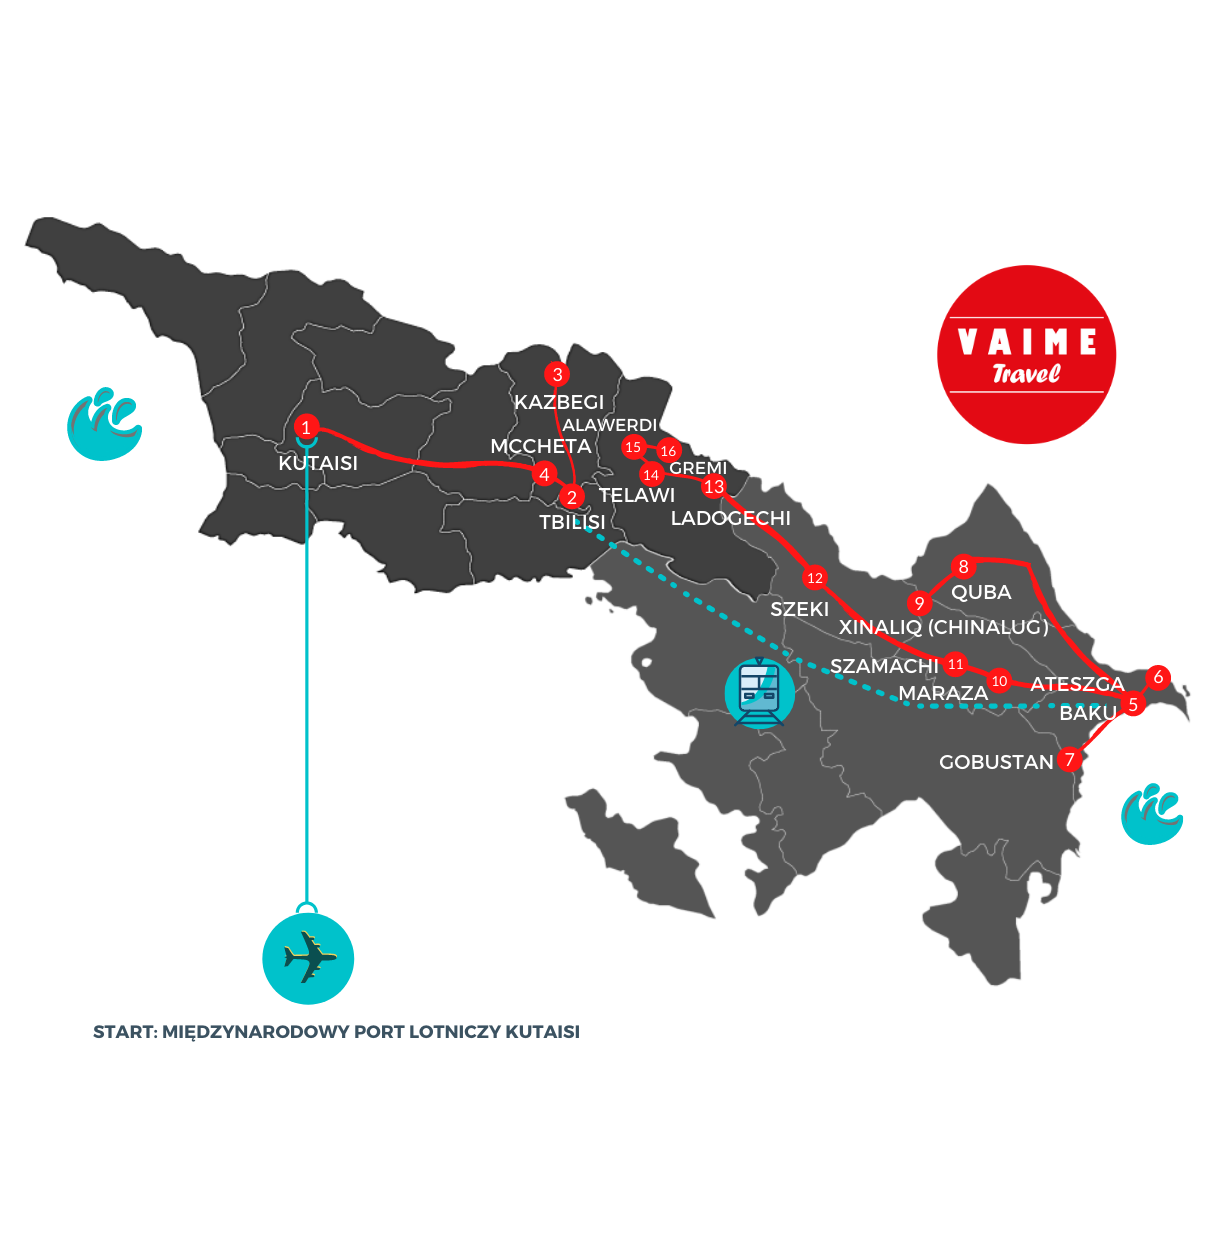 VAIME
Travel
3
KAZBEGI
1
KUTAISI
ALAWERDI
MCCHETA
15
16
GREMI
4
14
TELAWI
13
2
TBILISI
LADOGECHI
8
QUBA
12
SZEKI
9
XINALIQ (CHINALUG)
SZAMACHI
11
MARAZA
10
ATESZGA
6
BAKU
5
GOBUSTAN
7
START: MIĘDZYNARODOWY PORT LOTNICZY KUTAISI